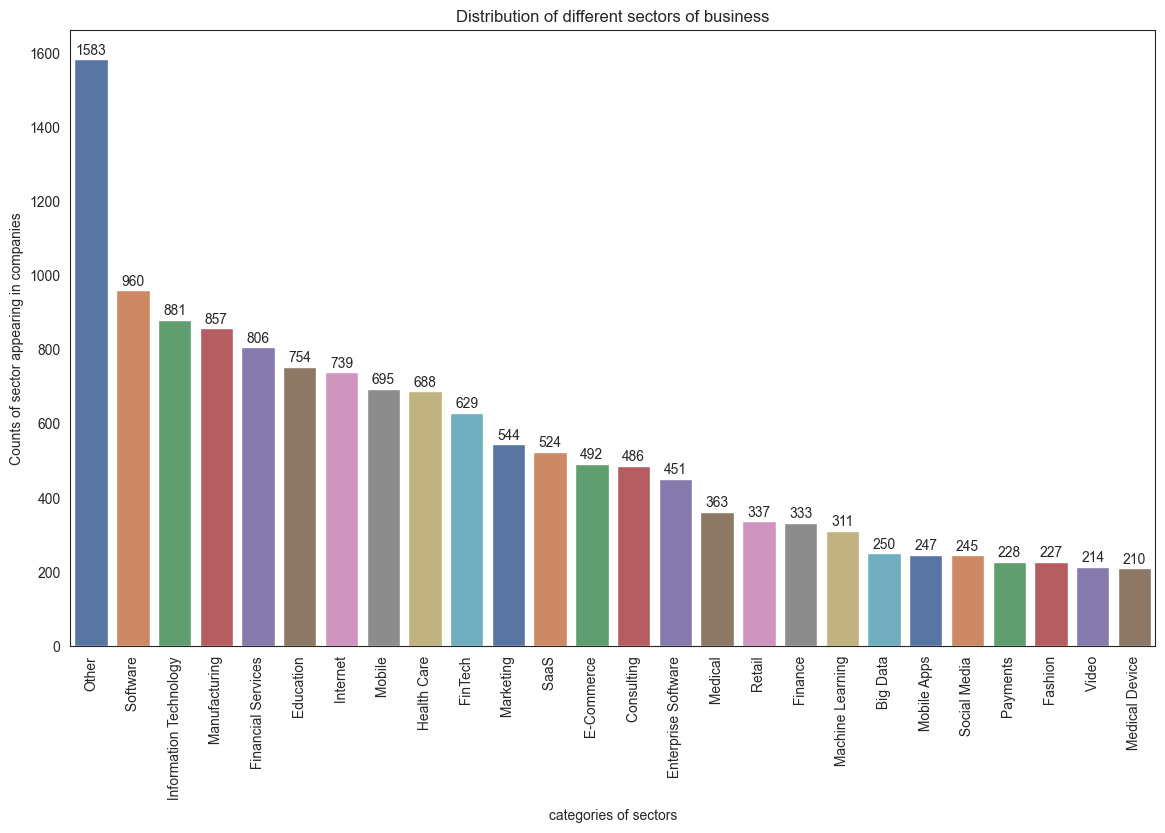 Distribution of different sectors of business
Counts of sector appearing in companies
1600
1400
1200
1000
800
600
400
200
0
1583
960
881
857
806
754
739
695
688
629
544
524
492
486
451
363
337
333
311
250
247
245
228
227
214
210
Other
Software
Information Technology
Manufacturing
Financial Services
Education
Internet
Mobile
Health Care
FinTech
Marketing
SaaS
E-Commerce
Consulting
Enterprise Software
Medical
Retail
Finance
Machine Learning
Big Data
Mobile Apps
Social Media
Payments
Fashion
Video
Medical Device
categories of sectors